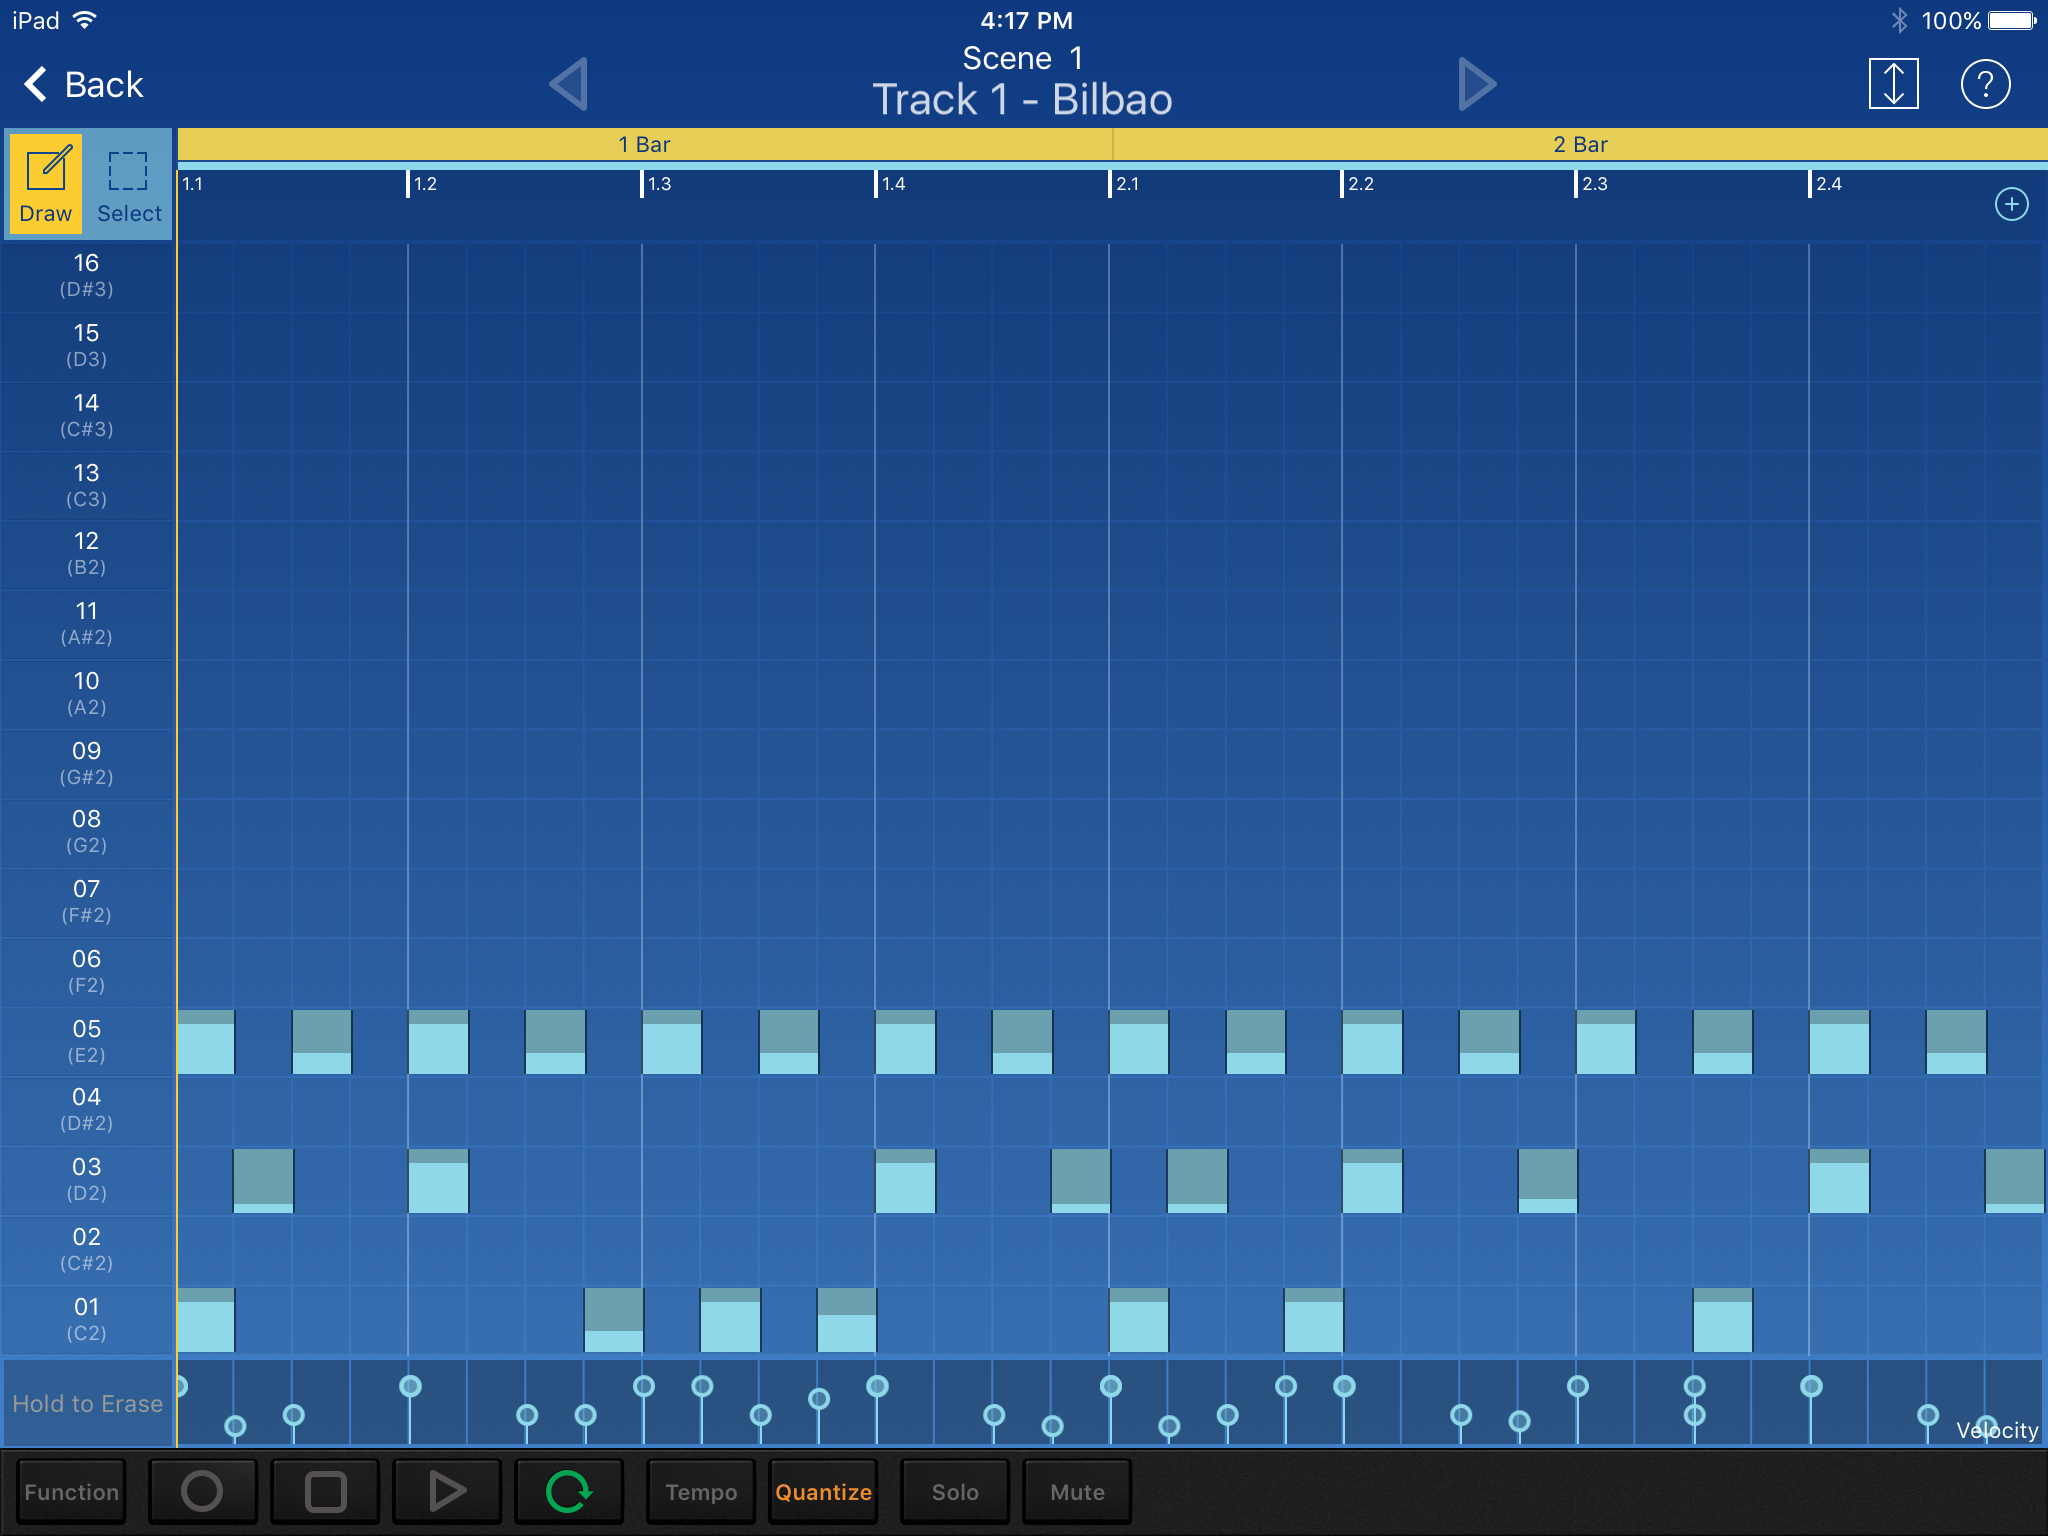 iPad 4:17 PM 100%
Back
Scene 1
Track 1 - Bilbao
?
Draw Select
1 Bar 2 Bar
1.1 1.2 1.3 1.4 2.1 2.2 2.3 2.4
16
(D#3)
15
(D3)
14
(C#3)
13
(C3)
12
(B2)
11
(A#2)
10
(A2)
09
(G#2)
08
(G2)
07
(F#2)
06
(F2)
05
(E2)
04
(D#2)
03
(D2)
02
(C#2)
01
(C2)
Hold to Erase
Velocity
Function Tempo Quantize Solo Mute